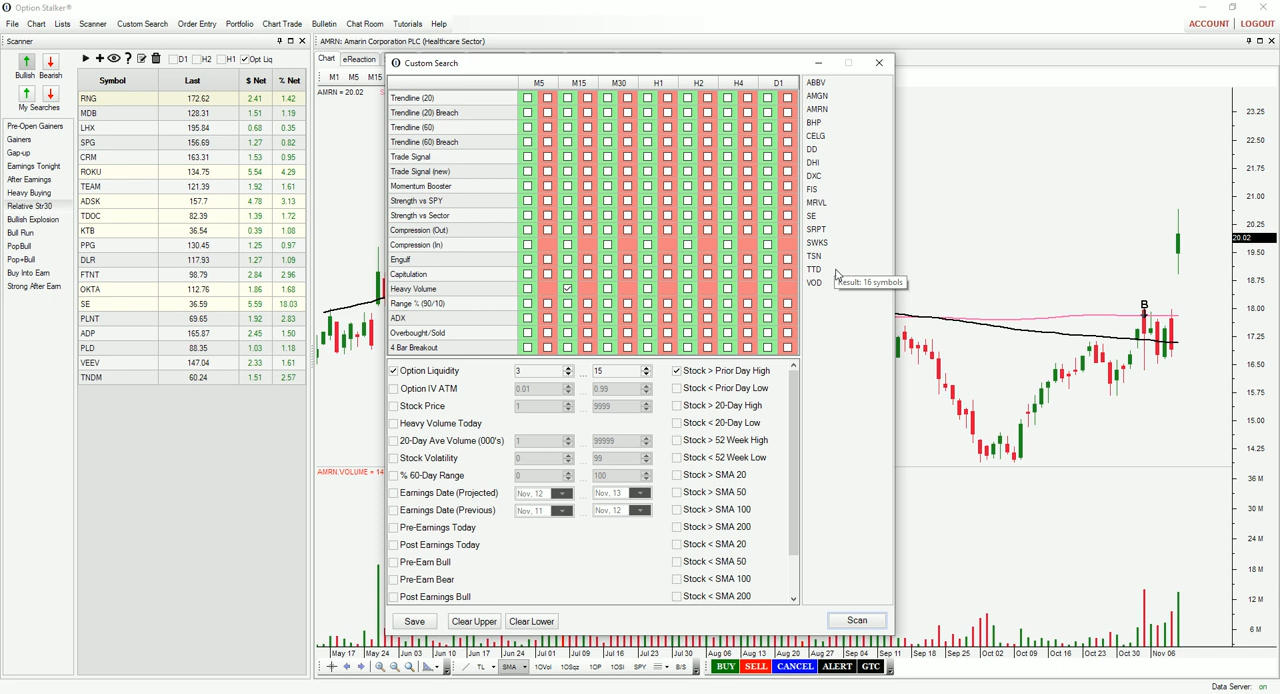 Option Stalker®
File Chart Lists Scanner Custom Search Order Entry Portfolio Chart Trade Bulletin Chat Room Tutorials Help
ACCOUNT LOGOUT
Scanner
AMRN: Amarin Corporation PLC (Healthcare Sector)
Bullish Bearish
My Searches
Pre-Open Gainers
Gainers
Gap-up
Earnings Tonight
After Earnings
Heavy Buying
Relative Str30
Bullish Explosion
Bull Run
PopBull
Pop+Bull
Buy Into Earn
Strong After Earn
D1 H2 H1 Opt Liq
Symbol Last $ Net % Net
RNG 172.62 2.41 1.42
MDB 128.31 1.51 1.19
LHX 195.84 0.68 0.35
SPG 156.69 1.27 0.82
CRM 163.31 1.53 0.95
ROKU 134.75 5.54 4.29
TEAM 121.39 1.92 1.61
ADSK 157.7 4.78 3.13
TDOC 82.39 1.39 1.72
KTB 36.54 0.39 1.08
PPG 130.45 1.25 0.97
DLR 117.93 1.27 1.09
FTNT 98.79 2.84 2.96
OKTA 112.76 1.86 1.68
SE 36.59 5.59 18.03
PLNT 69.65 1.92 2.83
ADP 165.87 2.45 1.50
PLD 88.35 1.03 1.18
VEEV 147.04 2.33 1.61
TNDM 60.24 1.51 2.57
Chart eReaction
M1 M5 M15
AMRN = 20.02
AMRN.VOLUME = 14
Custom Search
M5 M15 M30 H1 H2 H4 D1
Trendline (20)
Trendline (20) Breach
Trendline (60)
Trendline (60) Breach
Trade Signal
Trade Signal (new)
Momentum Booster
Strength vs SPY
Strength vs Sector
Compression (Out)
Compression (In)
Engulf
Capitulation
Heavy Volume
Range % (90/10)
ADX
Overbought/Sold
4 Bar Breakout
Option Liquidity 3 ... 15
Option IV ATM 0.01 ... 0.99
Stock Price 1 ... 9999
Heavy Volume Today
20-Day Ave Volume (000's) 1 ... 99999
Stock Volatility 0 ... 99
% 60-Day Range 0 ... 100
Earnings Date (Projected) Nov, 12 ... Nov, 13
Earnings Date (Previous) Nov, 11 ... Nov, 12
Pre-Earnings Today
Post Earnings Today
Pre-Earn Bull
Pre-Earn Bear
Post Earnings Bull
Stock > Prior Day High
Stock < Prior Day Low
Stock > 20-Day High
Stock < 20-Day Low
Stock > 52 Week High
Stock < 52 Week Low
Stock > SMA 20
Stock > SMA 50
Stock > SMA 100
Stock > SMA 200
Stock < SMA 20
Stock < SMA 50
Stock < SMA 100
Stock < SMA 200
Save Clear Upper Clear Lower Scan
ABBV
AMGN
AMRN
BHP
CELG
DD
DHI
DXC
FIS
MRVL
SE
SRPT
SWKS
TSN
TTD
VOD
Result: 16 symbols
B
23.25
22.50
21.75
21.00
20.25
20.02
19.50
18.75
18.00
17.25
16.50
15.75
15.00
14.25
36 M
30 M
24 M
18 M
12 M
6 M
May 17 May 24 Jun 03 Jun 10 Jun 17 Jun 24 Jul 01 Jul 09 Jul 16 Jul 23 Jul 30 Aug 06 Aug 13 Aug 20 Aug 27 Sep 04 Sep 11 Sep 18 Sep 25 Oct 02 Oct 09 Oct 16 Oct 23 Oct 30 Nov 06
TL SMA 1OVol 1OSqz 1OP 1OSI SPY B/S BUY SELL CANCEL ALERT GTC
Data Server: on